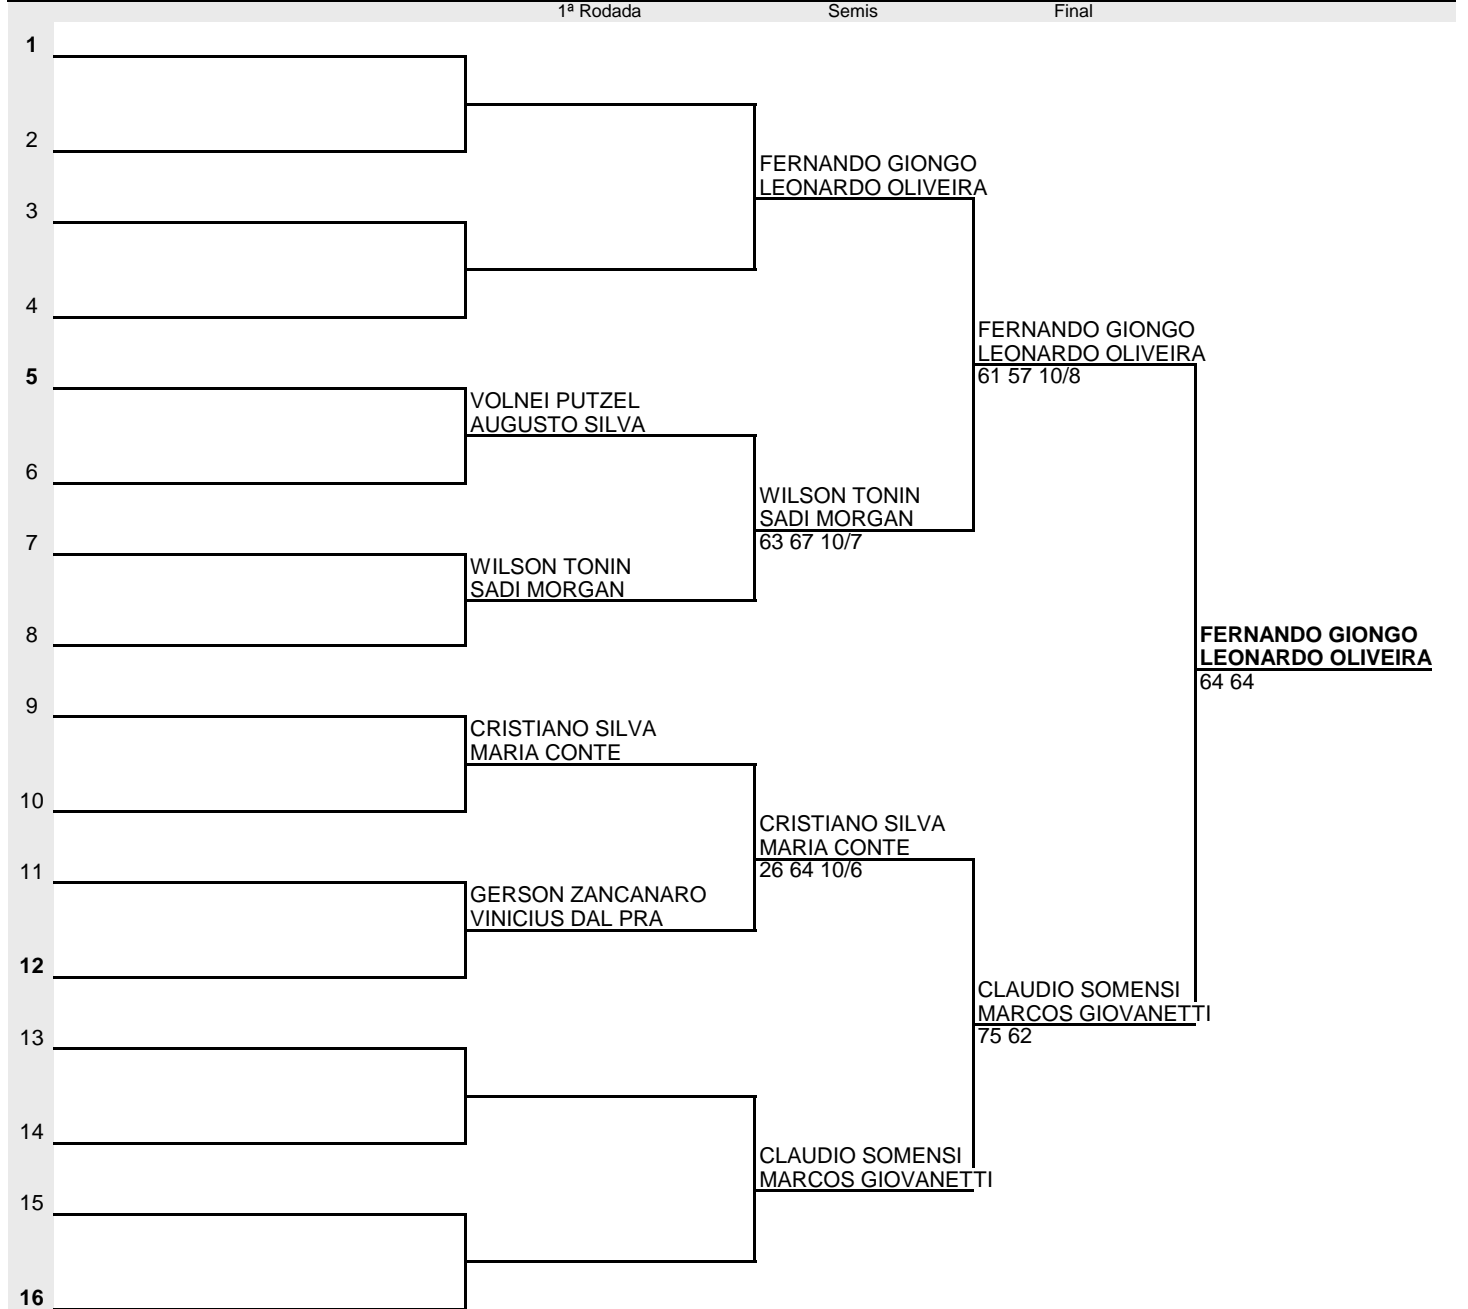 1ª Rodada Semis Final
1
2
FERNANDO GIONGO
LEONARDO OLIVEIRA
3
4
FERNANDO GIONGO
LEONARDO OLIVEIRA
61 57 10/8
5
VOLNEI PUTZEL
AUGUSTO SILVA
6
WILSON TONIN
SADI MORGAN
63 67 10/7
7
WILSON TONIN
SADI MORGAN
8
FERNANDO GIONGO
LEONARDO OLIVEIRA
64 64
9
CRISTIANO SILVA
MARIA CONTE
10
CRISTIANO SILVA
MARIA CONTE
26 64 10/6
11
GERSON ZANCANARO
VINICIUS DAL PRA
12
CLAUDIO SOMENSI
MARCOS GIOVANETTI
75 62
13
14
CLAUDIO SOMENSI
MARCOS GIOVANETTI
15
16